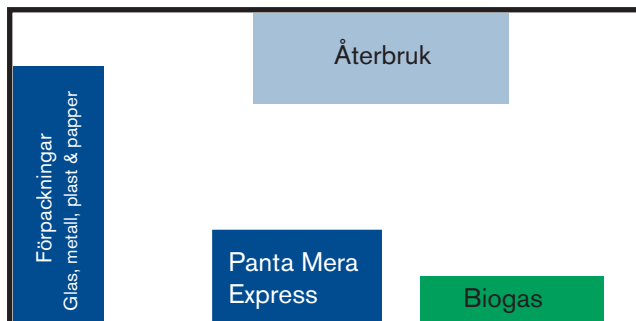 Återbruk
Förpackningar
Glas, metall, plast & papper
Panta Mera
Express
Biogas